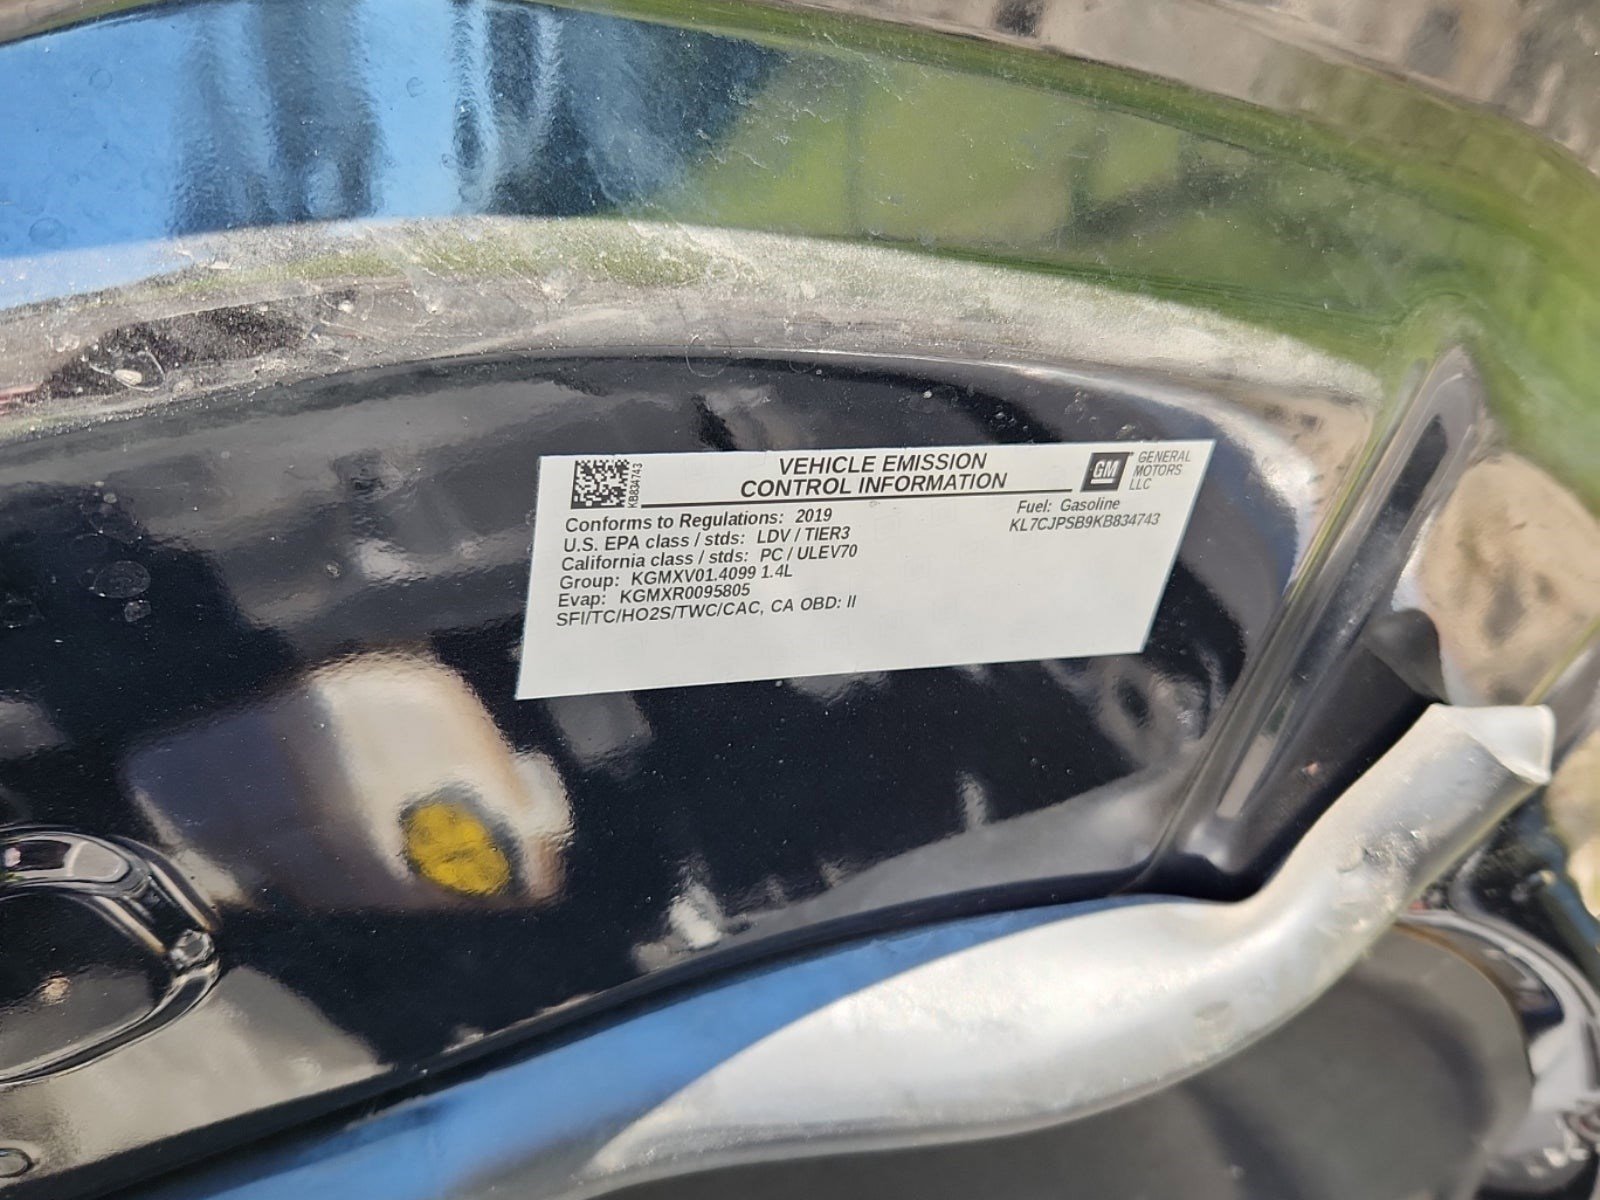 KB834743
VEHICLE EMISSION
CONTROL INFORMATION
GM
GENERAL
MOTORS
LLC
Conforms to Regulations: 2019
U.S. EPA class / stds: LDV / TIER3
California class / stds: PC / ULEV70
Group: KGMXV01.4099 1.4L
Evap: KGMXR0095805
SFI/TC/HO2S/TWC/CAC, CA OBD: II
Fuel: Gasoline
KL7CJPSB9KB834743